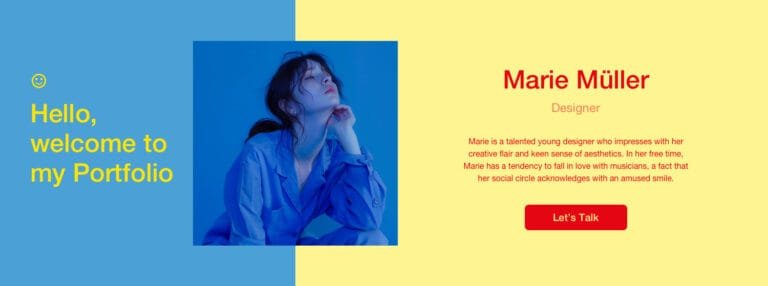 Hello,
welcome to
my Portfolio
Marie Müller
Designer
Marie is a talented young designer who impresses with her
creative flair and keen sense of aesthetics. In her free time,
Marie has a tendency to fall in love with musicians, a fact that
her social circle acknowledges with an amused smile.
Let's Talk